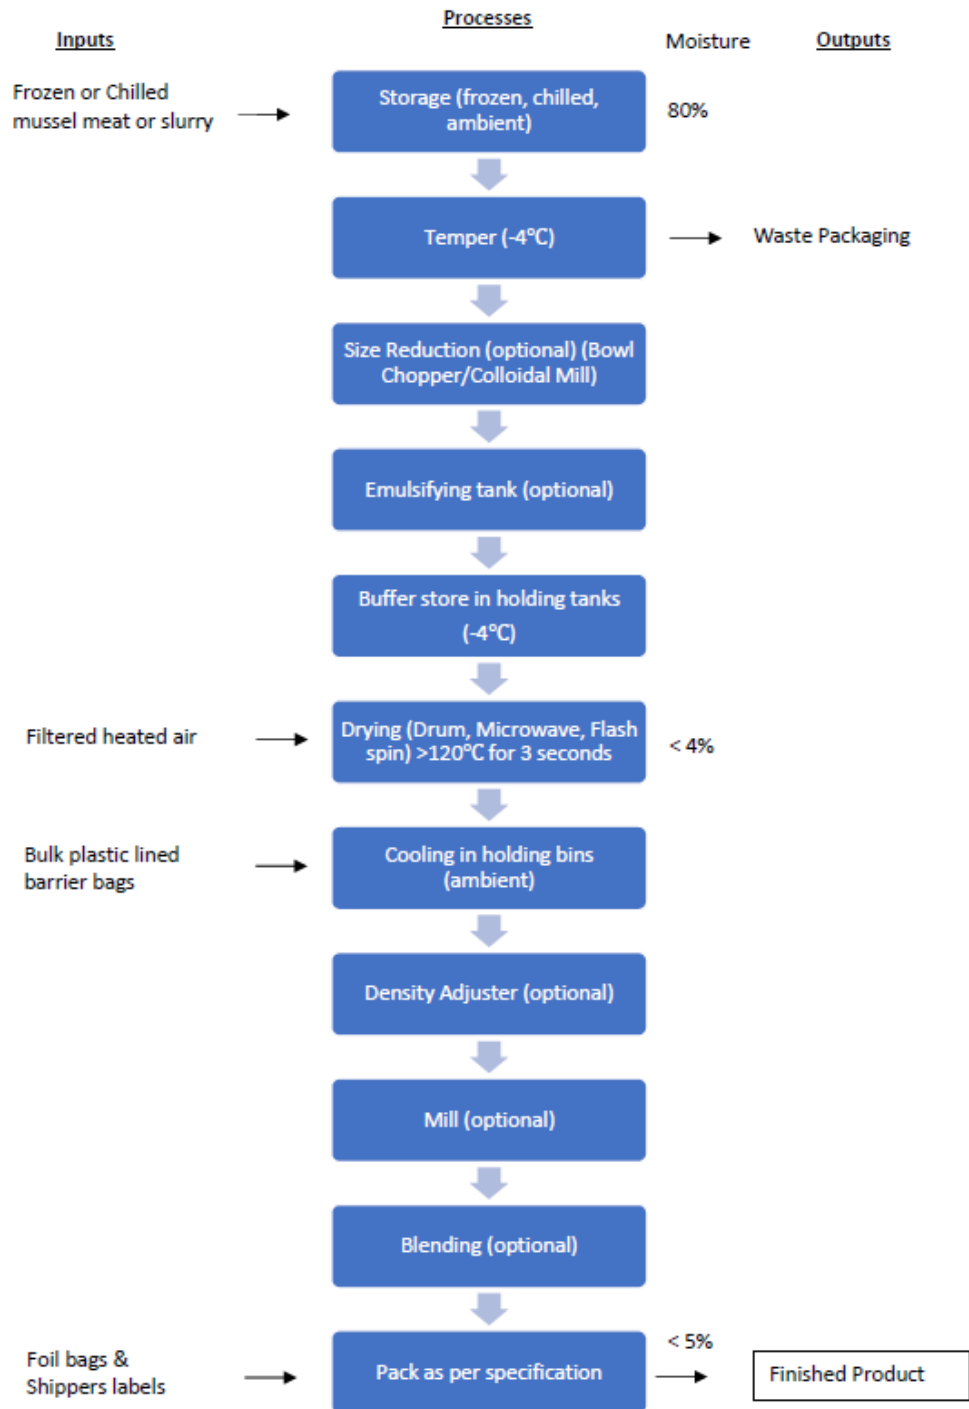 Processes
Inputs
Moisture
Outputs
Frozen or Chilled
mussel meat or slurry
Storage (frozen, chilled,
ambient)
80%
Temper (-4℃)
Waste Packaging
Size Reduction (optional) (Bowl
Chopper/Colloidal Mill)
Emulsifying tank (optional)
Buffer store in holding tanks
(-4℃)
Filtered heated air
Drying (Drum, Microwave, Flash
spin) >120℃ for 3 seconds
< 4%
Bulk plastic lined
barrier bags
Cooling in holding bins
(ambient)
Density Adjuster (optional)
Mill (optional)
Blending (optional)
Foil bags &
Shippers labels
Pack as per specification
< 5%
Finished Product